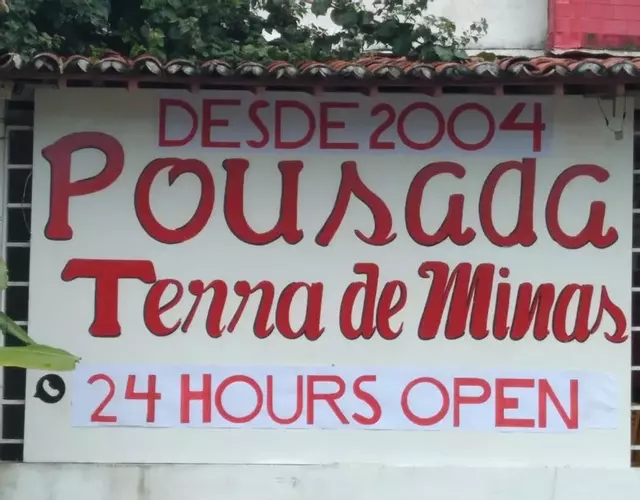 DESDE 2004
Pousada
Terra de Minas
24 HOURS OPEN